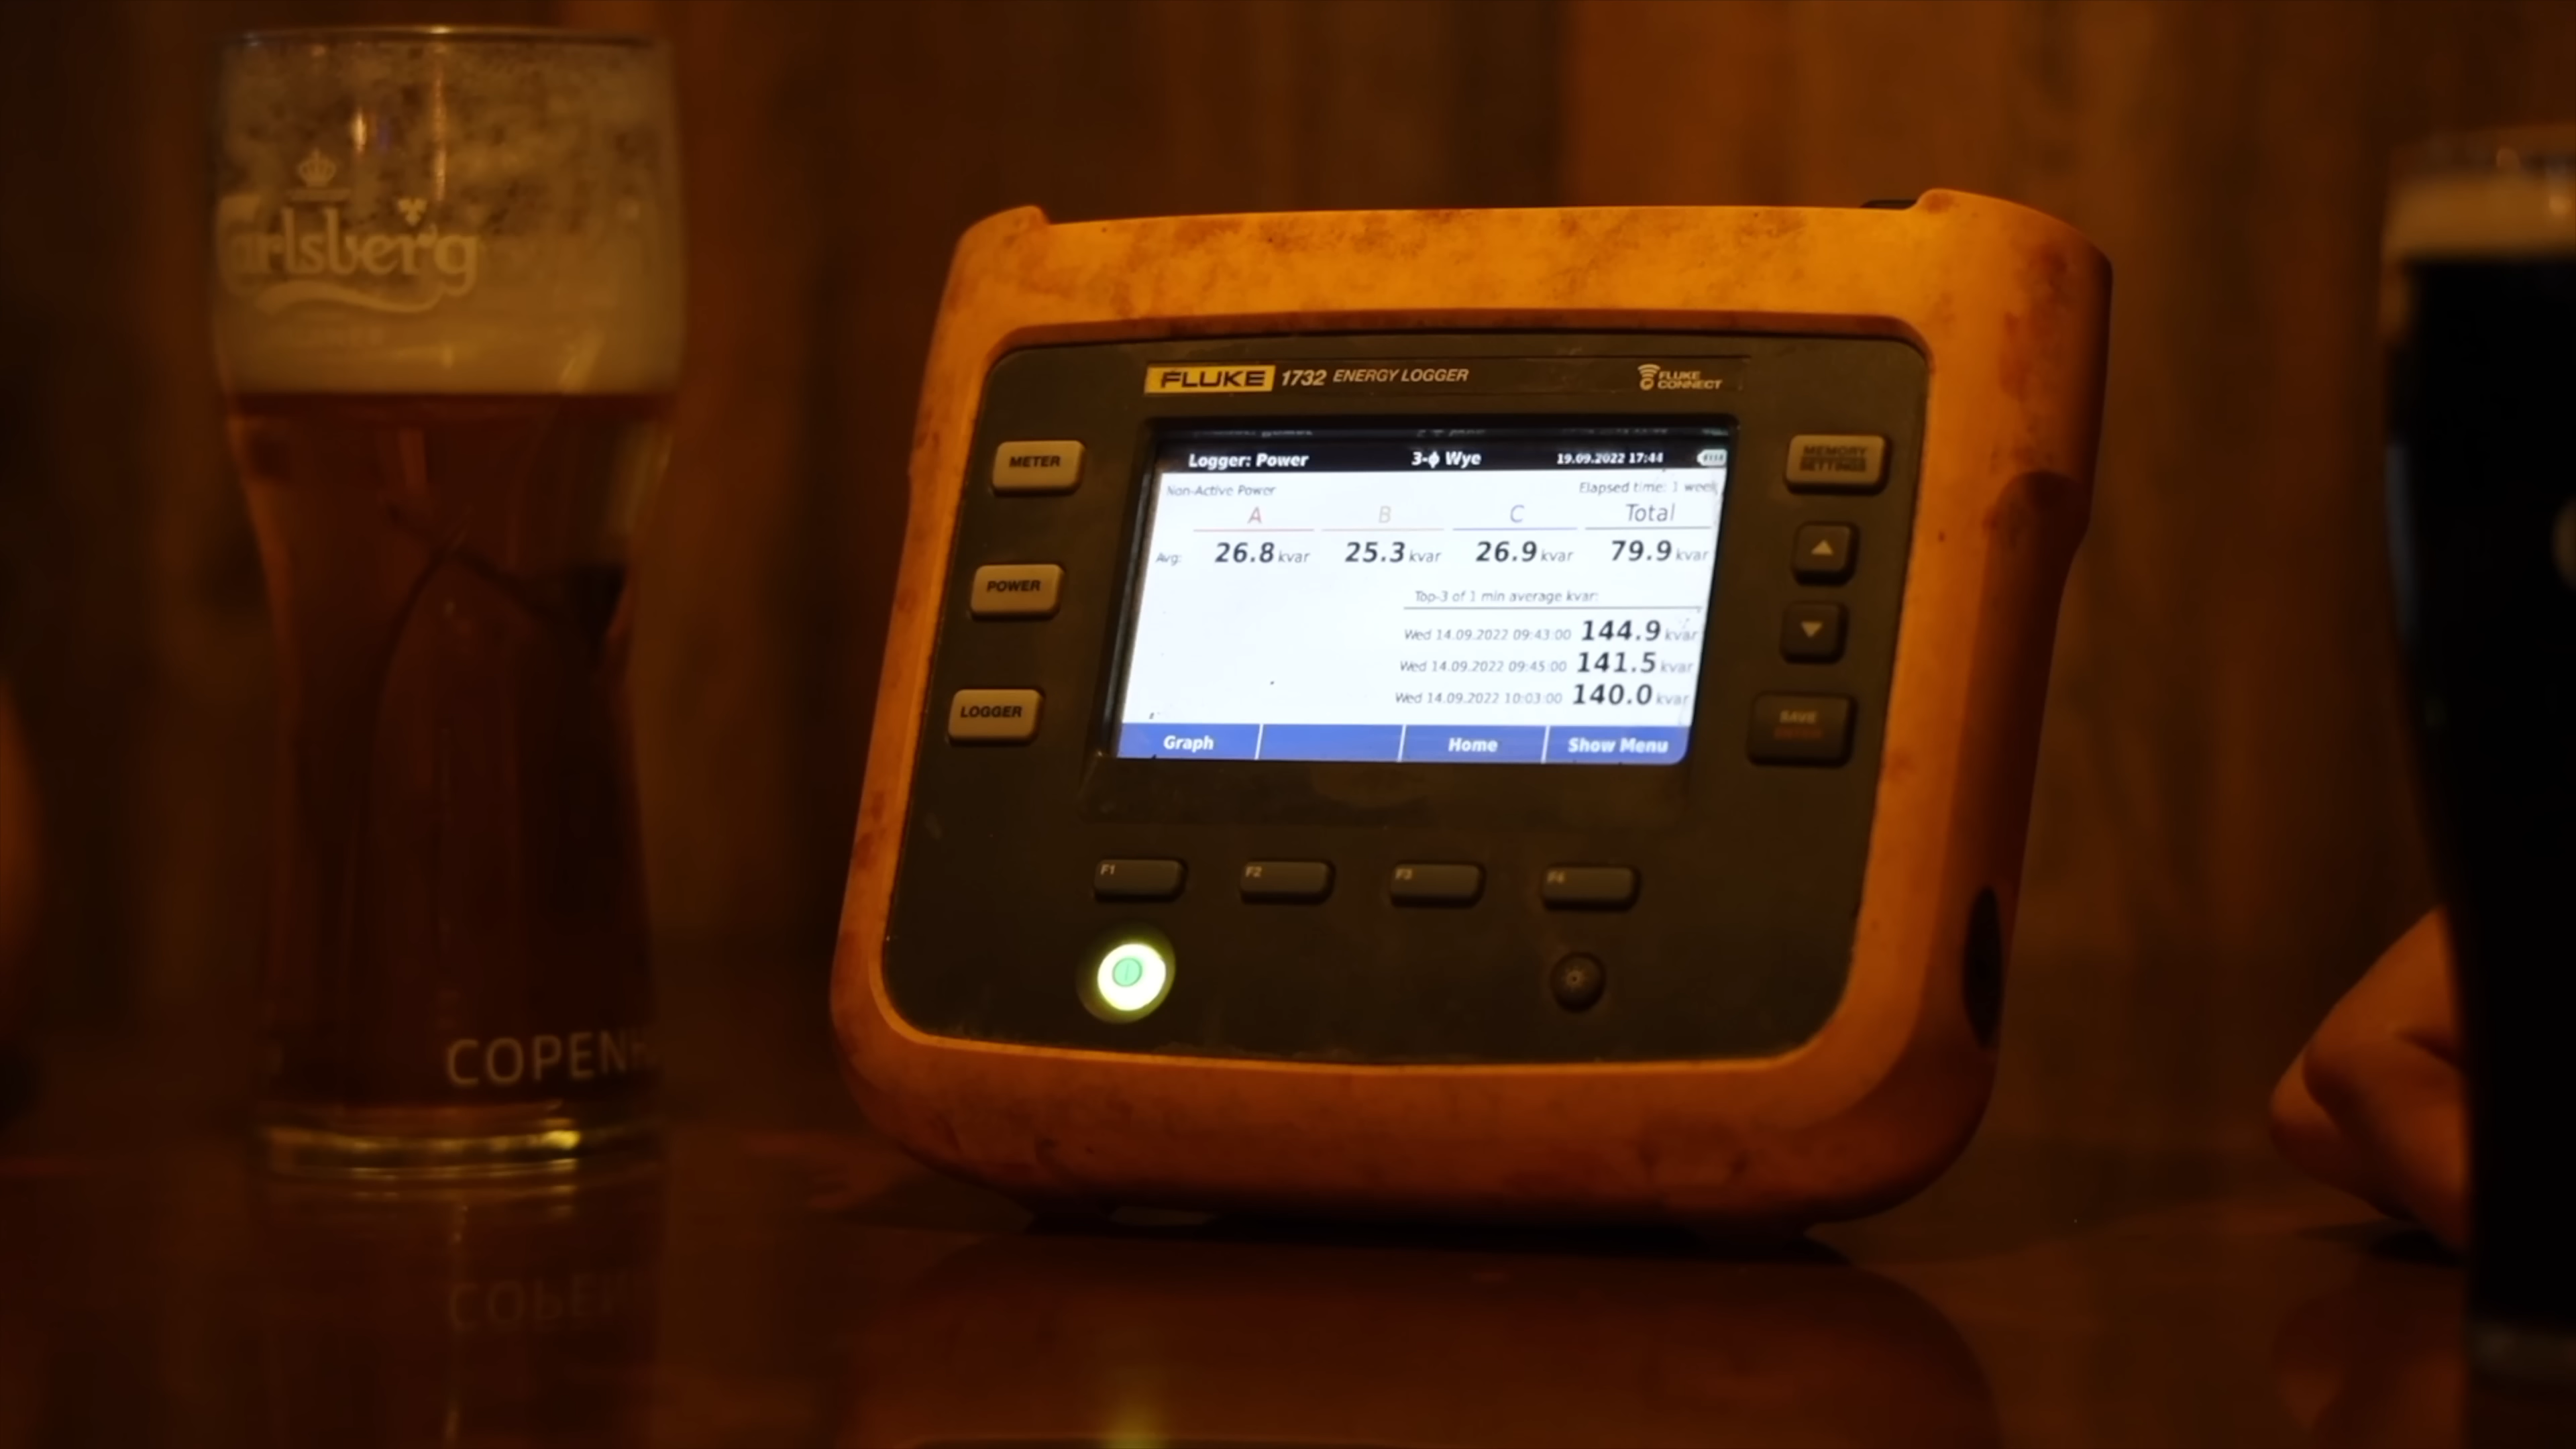 arlsberg
COPENH
FLUKE 1732 ENERGY LOGGER
FLUKE CONNECT
METER
POWER
LOGGER
MEMORY
SETTINGS
SAVE
Logger: Power 3-ϕ Wye 19.09.2022 17:44
Non-Active Power Elapsed time: 1 week
A B C Total
Avg: 26.8 kvar 25.3 kvar 26.9 kvar 79.9 kvar
Top-3 of 1 min average kvar:
Wed 14.09.2022 09:43:00 144.9 kvar
Wed 14.09.2022 09:45:00 141.5 kvar
Wed 14.09.2022 10:03:00 140.0 kvar
Graph Home Show Menu
F1 F2 F3 F4